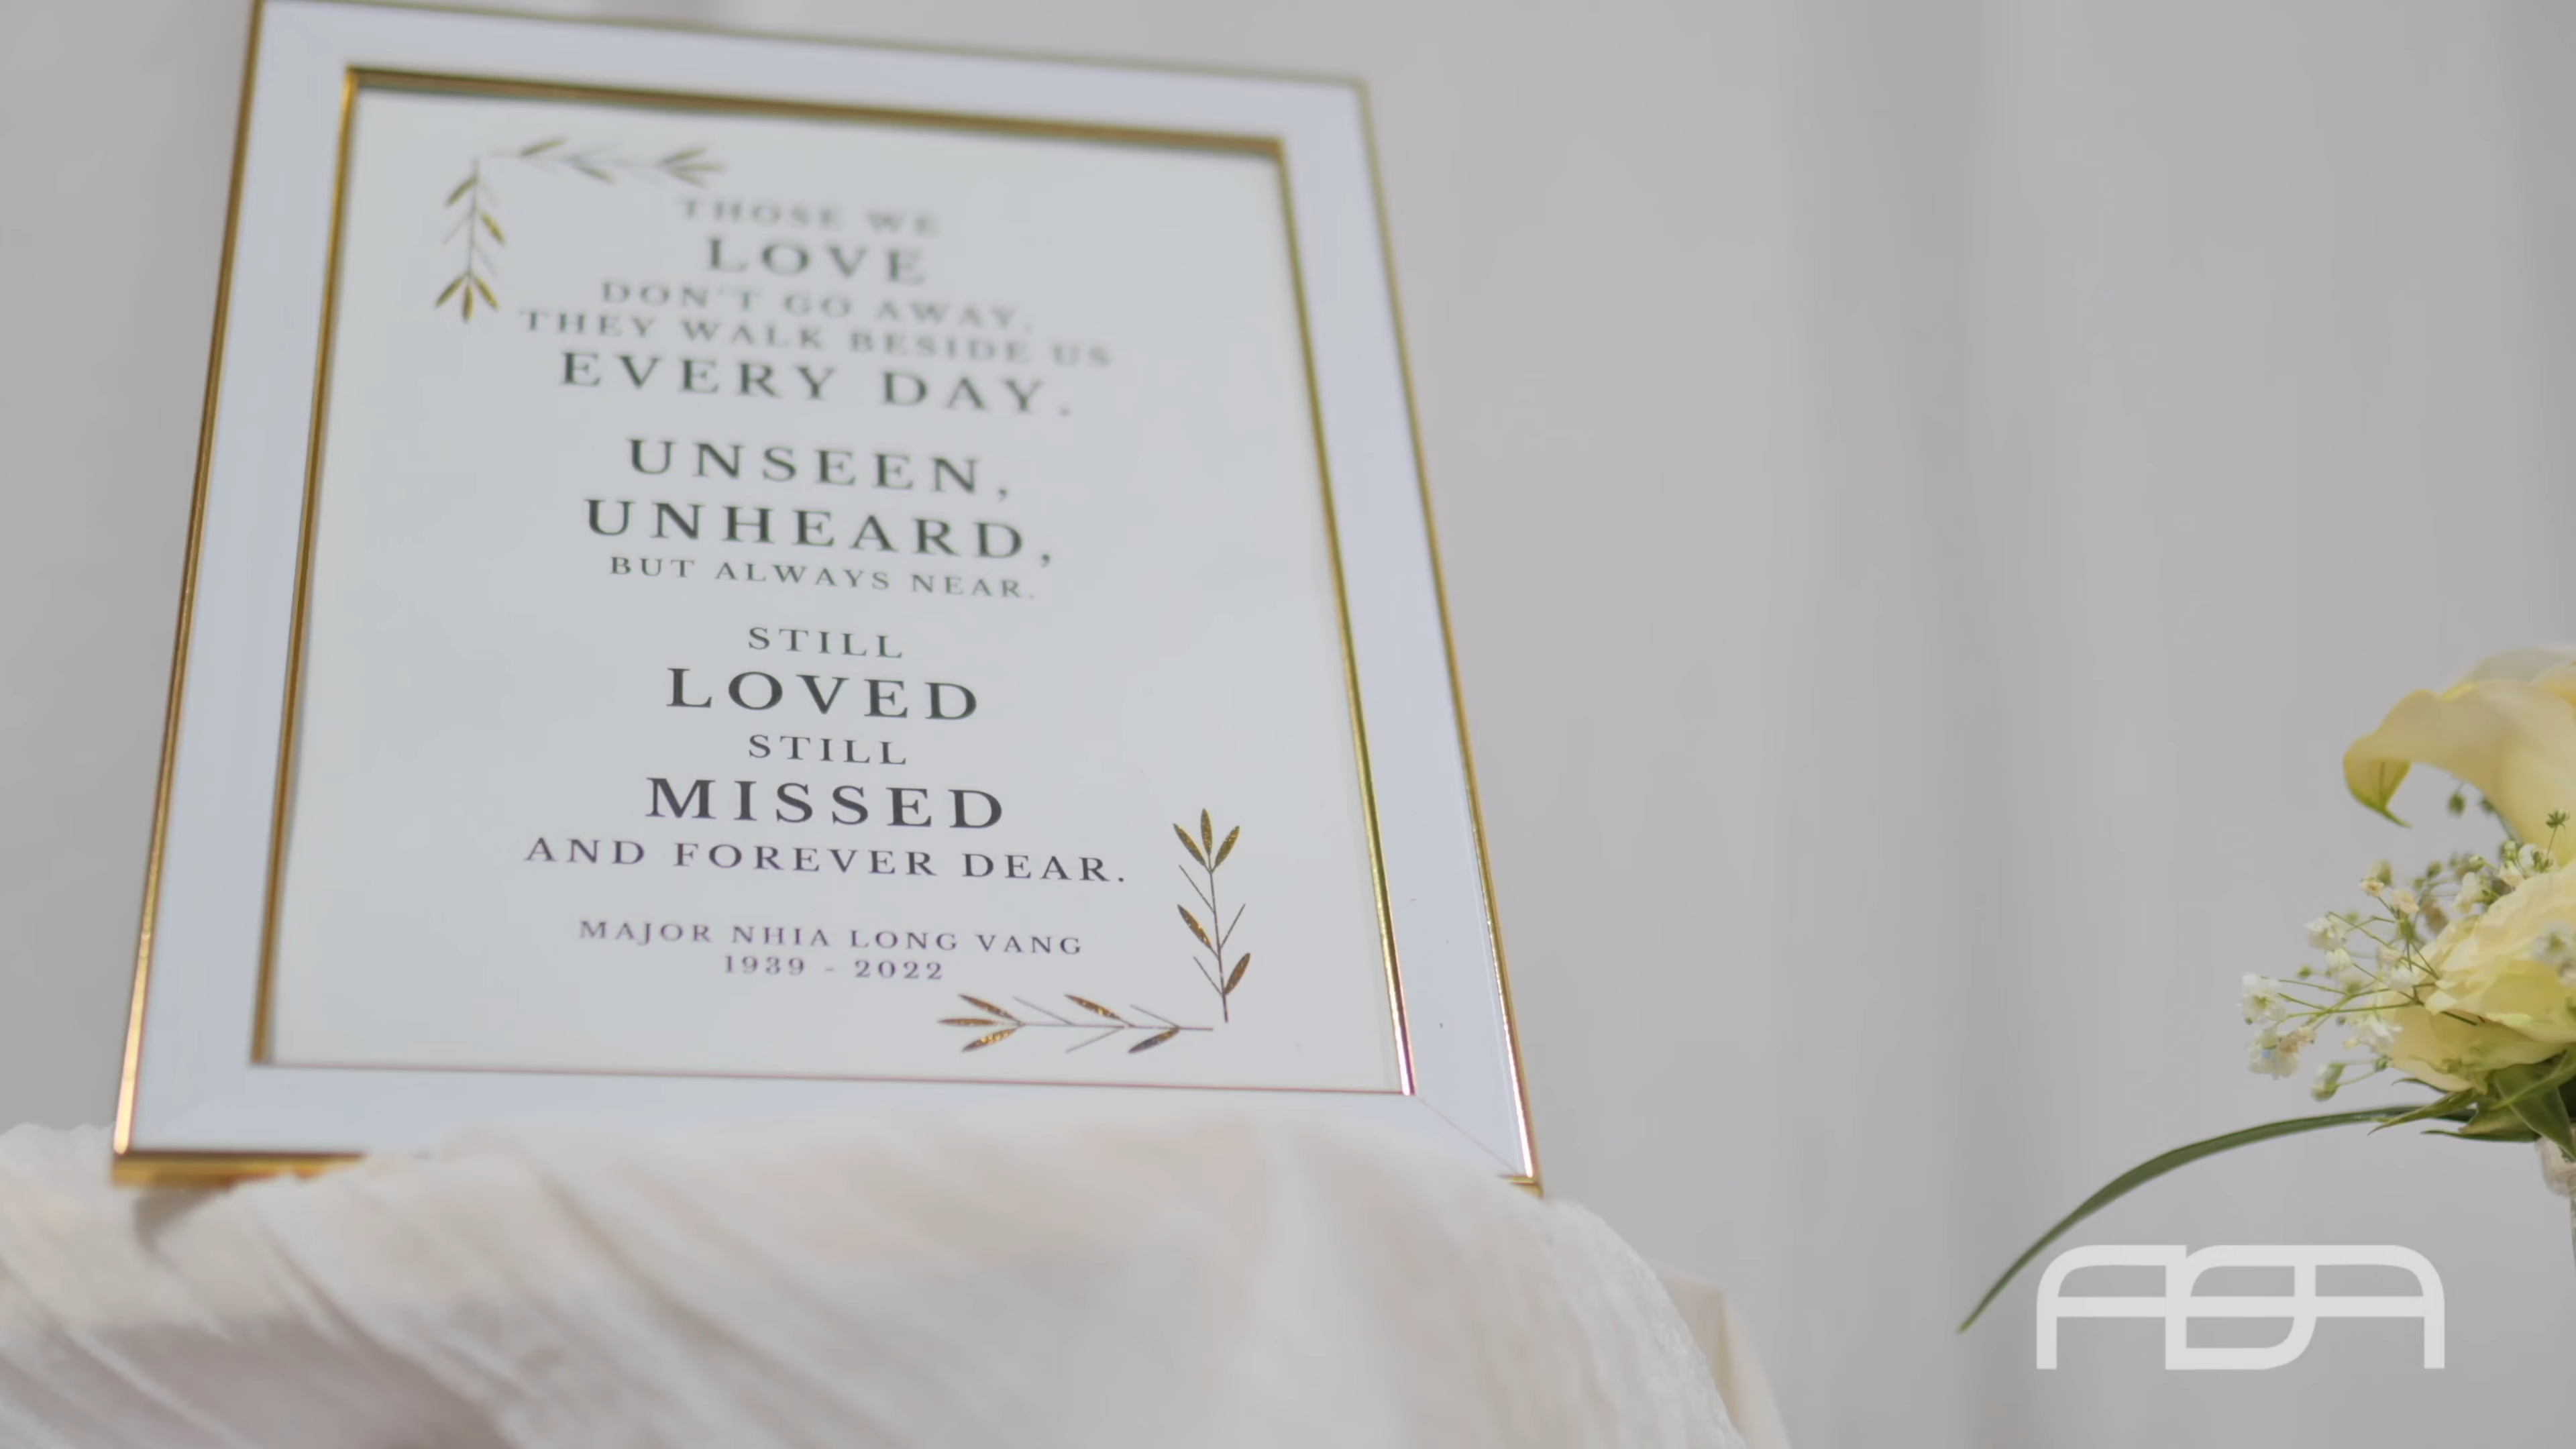 THOSE WE
LOVE
DON'T GO AWAY.
THEY WALK BESIDE US
EVERY DAY.
UNSEEN,
UNHEARD,
BUT ALWAYS NEAR.
STILL
LOVED
STILL
MISSED
AND FOREVER DEAR.
MAJOR NHIA LONG VANG
1939 - 2022